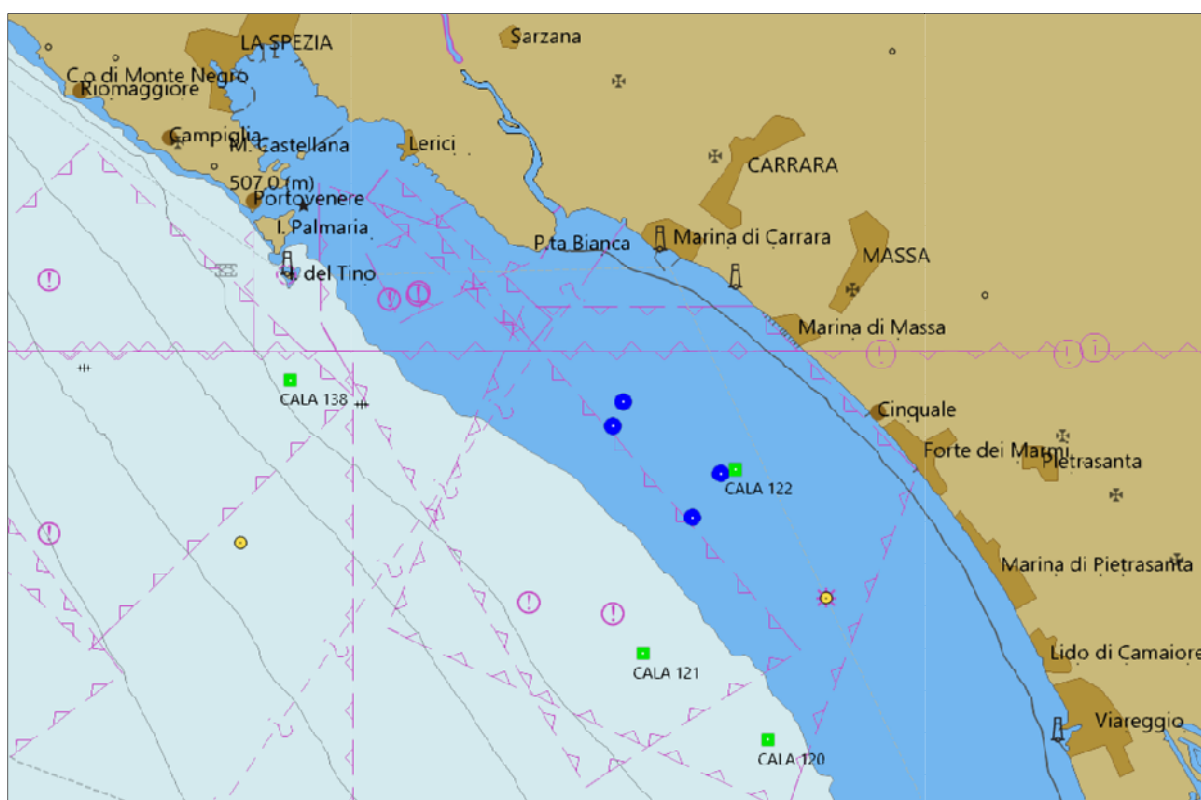 Sarzana
LA SPEZIA
C.o di Monte Negro
Riomaggiore
Campiglia
M. Castellana
Lerici
CARRARA
507.0 (m)
Portovenere
I. Palmaria
P.ta Bianca
Marina di Carrara
MASSA
del Tino
Marina di Massa
CALA 138
Cinquale
Forte dei Marmi
Pietrasanta
CALA 122
Marina di Pietrasanta
CALA 121
Lido di Camaiore
Viareggio
CALA 120